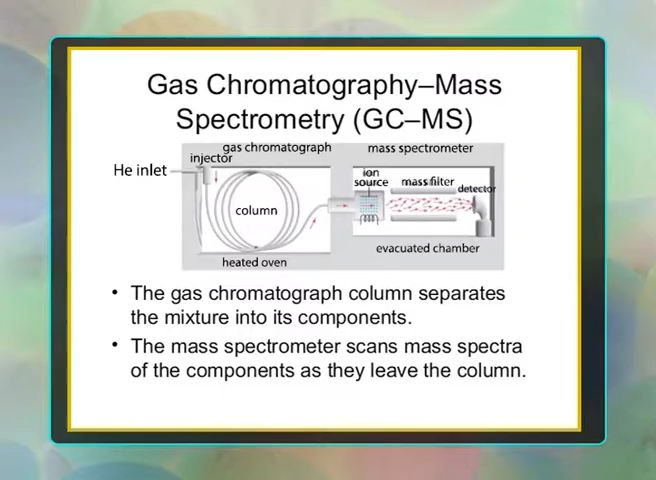 Gas Chromatography–Mass
Spectrometry (GC–MS)
gas chromatograph
mass spectrometer
injector
He inlet
ion
source
mass filter
detector
column
evacuated chamber
heated oven
• The gas chromatograph column separates
the mixture into its components.
• The mass spectrometer scans mass spectra
of the components as they leave the column.